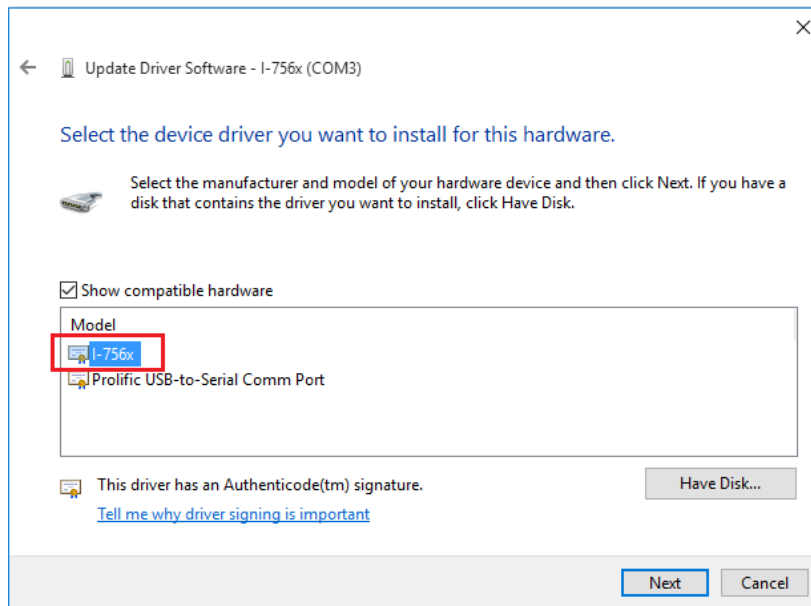 Update Driver Software - I-756x (COM3)
Select the device driver you want to install for this hardware.
Select the manufacturer and model of your hardware device and then click Next. If you have a
disk that contains the driver you want to install, click Have Disk.
Show compatible hardware
Model
I-756x
Prolific USB-to-Serial Comm Port
This driver has an Authenticode(tm) signature.
Have Disk...
Tell me why driver signing is important
Next
Cancel